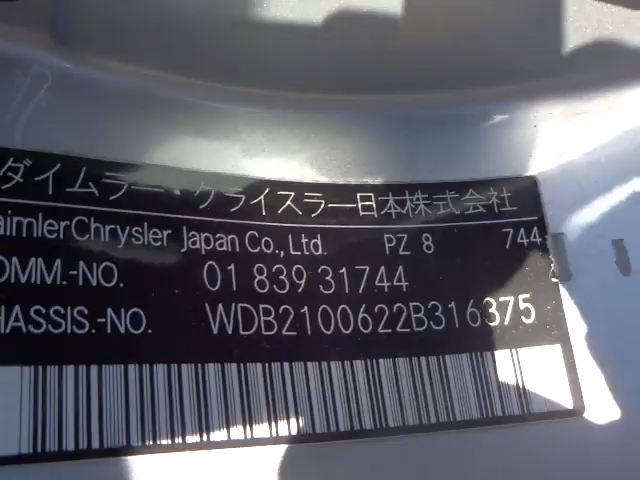 ダイムラー・クライスラー日本株式会社
aimlerChrysler Japan Co., Ltd. PZ 8 744
OMM.-NO. 01 839 31744
HASSIS.-NO. WDB2100622B316375